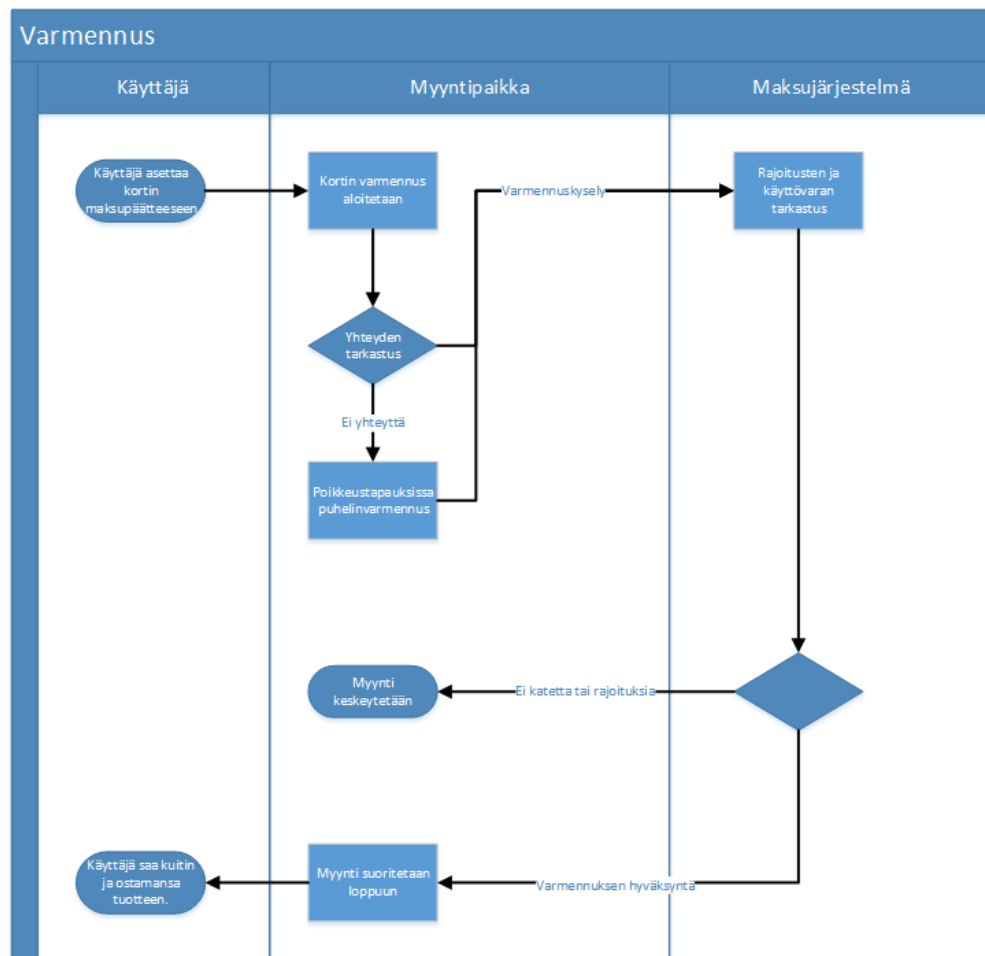 Varmennus
Käyttäjä
Myyntipaikka
Maksujärjestelmä
Käyttäjä asettaa
kortin
maksupäätteeseen
Kortin varmennus
aloitetaan
Varmennuskysely
Rajoitusten ja
käyttövaran
tarkastus
Yhteyden
tarkastus
Ei yhteyttä
Poikkeustapauksissa
puhelinvarmennus
Myynti
keskeytetään
Ei katetta tai rajoituksia
Käyttäjä saa kuitin
ja ostamansa
tuotteen.
Myynti suoritetaan
loppuun
Varmennuksen hyväksyntä